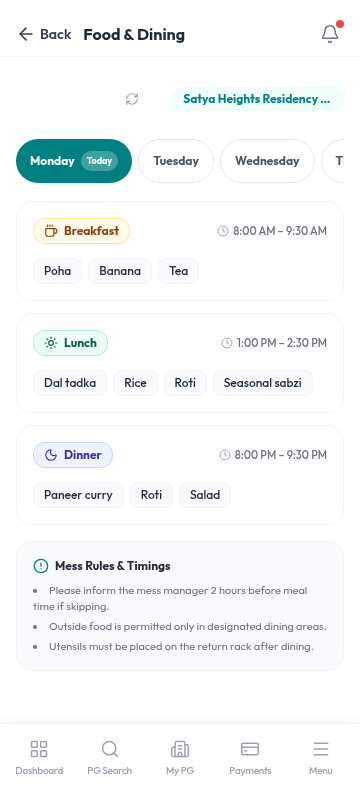 Back Food & Dining
Satya Heights Residency ...
Monday Today Tuesday Wednesday T
Breakfast 8:00 AM – 9:30 AM
Poha Banana Tea
Lunch 1:00 PM – 2:30 PM
Dal tadka Rice Roti Seasonal sabzi
Dinner 8:00 PM – 9:30 PM
Paneer curry Roti Salad
Mess Rules & Timings
• Please inform the mess manager 2 hours before meal
time if skipping.
• Outside food is permitted only in designated dining areas.
• Utensils must be placed on the return rack after dining.
Dashboard PG Search My PG Payments Menu